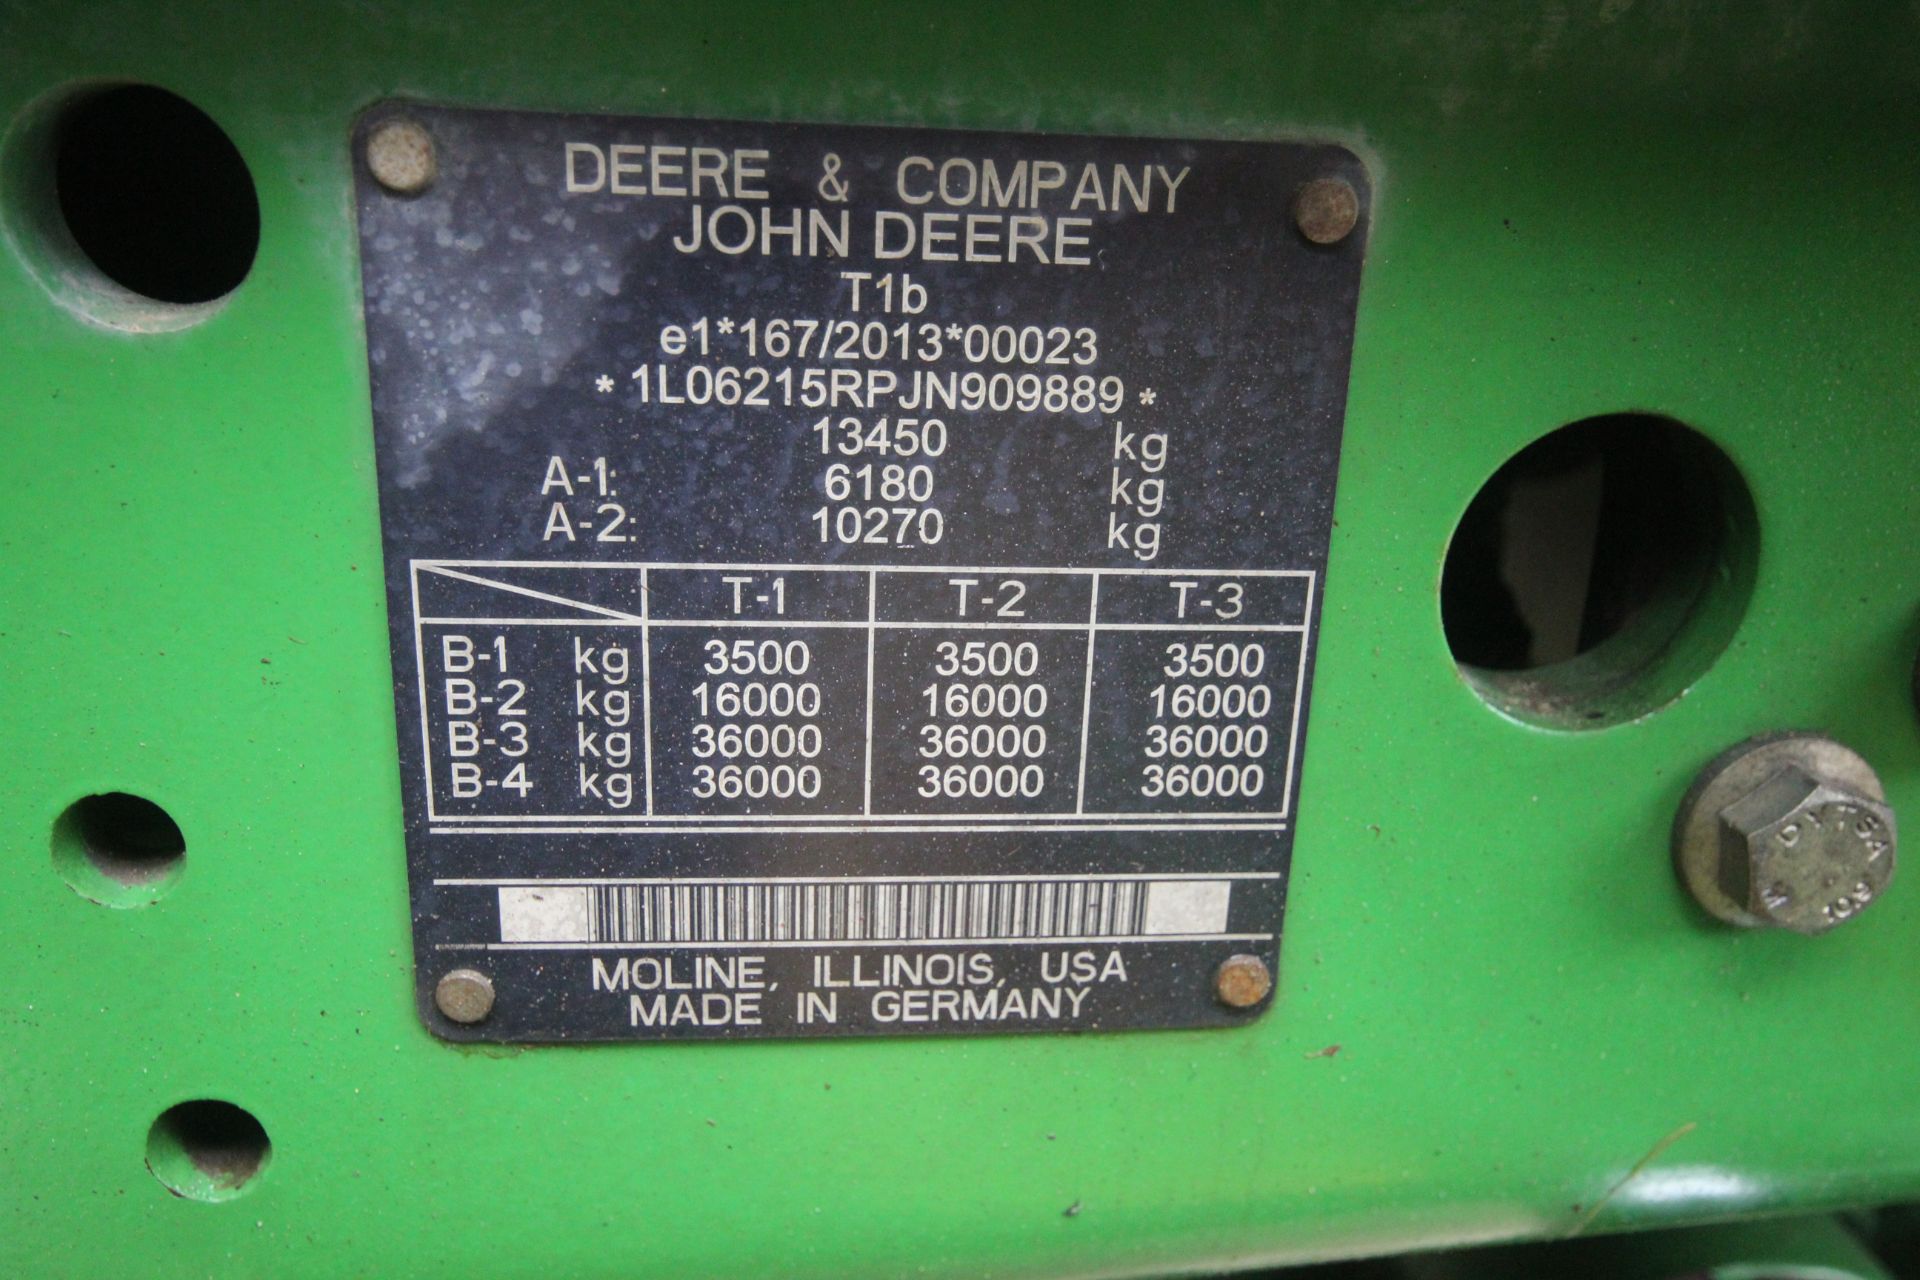 DEERE & COMPANY
JOHN DEERE
T1b
e1*167/2013*00023
* 1L06215RPJN909889 *
13450 kg
A-1: 6180 kg
A-2: 10270 kg
T-1 T-2 T-3
B-1 kg 3500 3500 3500
B-2 kg 16000 16000 16000
B-3 kg 36000 36000 36000
B-4 kg 36000 36000 36000
MOLINE, ILLINOIS, USA
MADE IN GERMANY